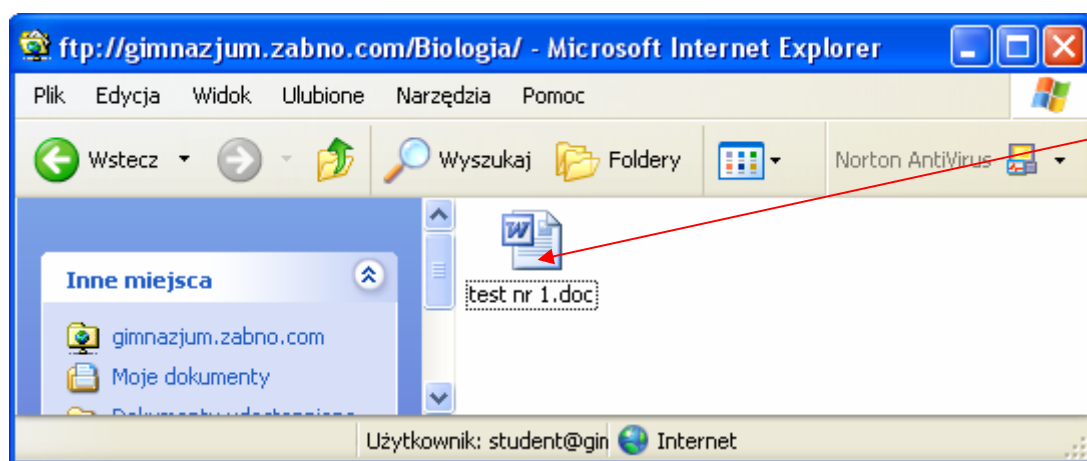 ftp://gimnazjum.zabno.com/Biologia/ - Microsoft Internet Explorer
Plik Edycja Widok Ulubione Narzędzia Pomoc
Wstecz Wyszukaj Foldery Norton AntiVirus
Inne miejsca
gimnazjum.zabno.com
Moje dokumenty
test nr 1.doc
Użytkownik: student@gin Internet